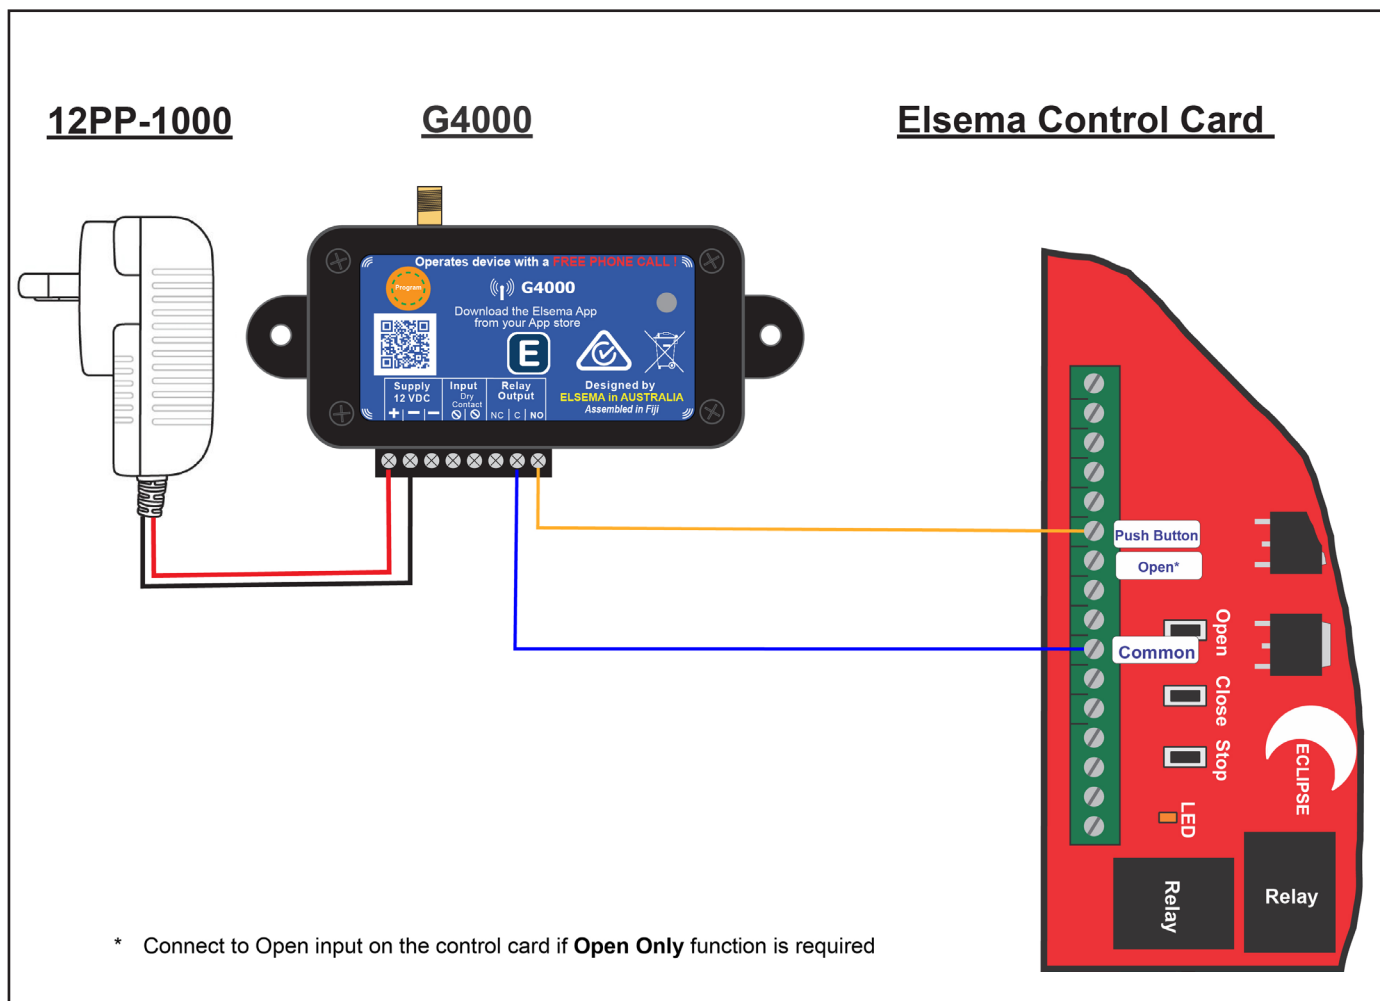 12PP-1000
G4000
Elsema Control Card
Operates device with a FREE PHONE CALL !
Program
G4000
Download the Elsema App
from your App store
E
Supply
12 VDC
+ | − | −
Input
Dry
Contact
Relay
Output
NC | C | NO
Designed by
ELSEMA in AUSTRALIA
Assembled in Fiji
Push Button
Open*
Common
Open
Close
Stop
LED
ECLIPSE
Relay
Relay
* Connect to Open input on the control card if Open Only function is required